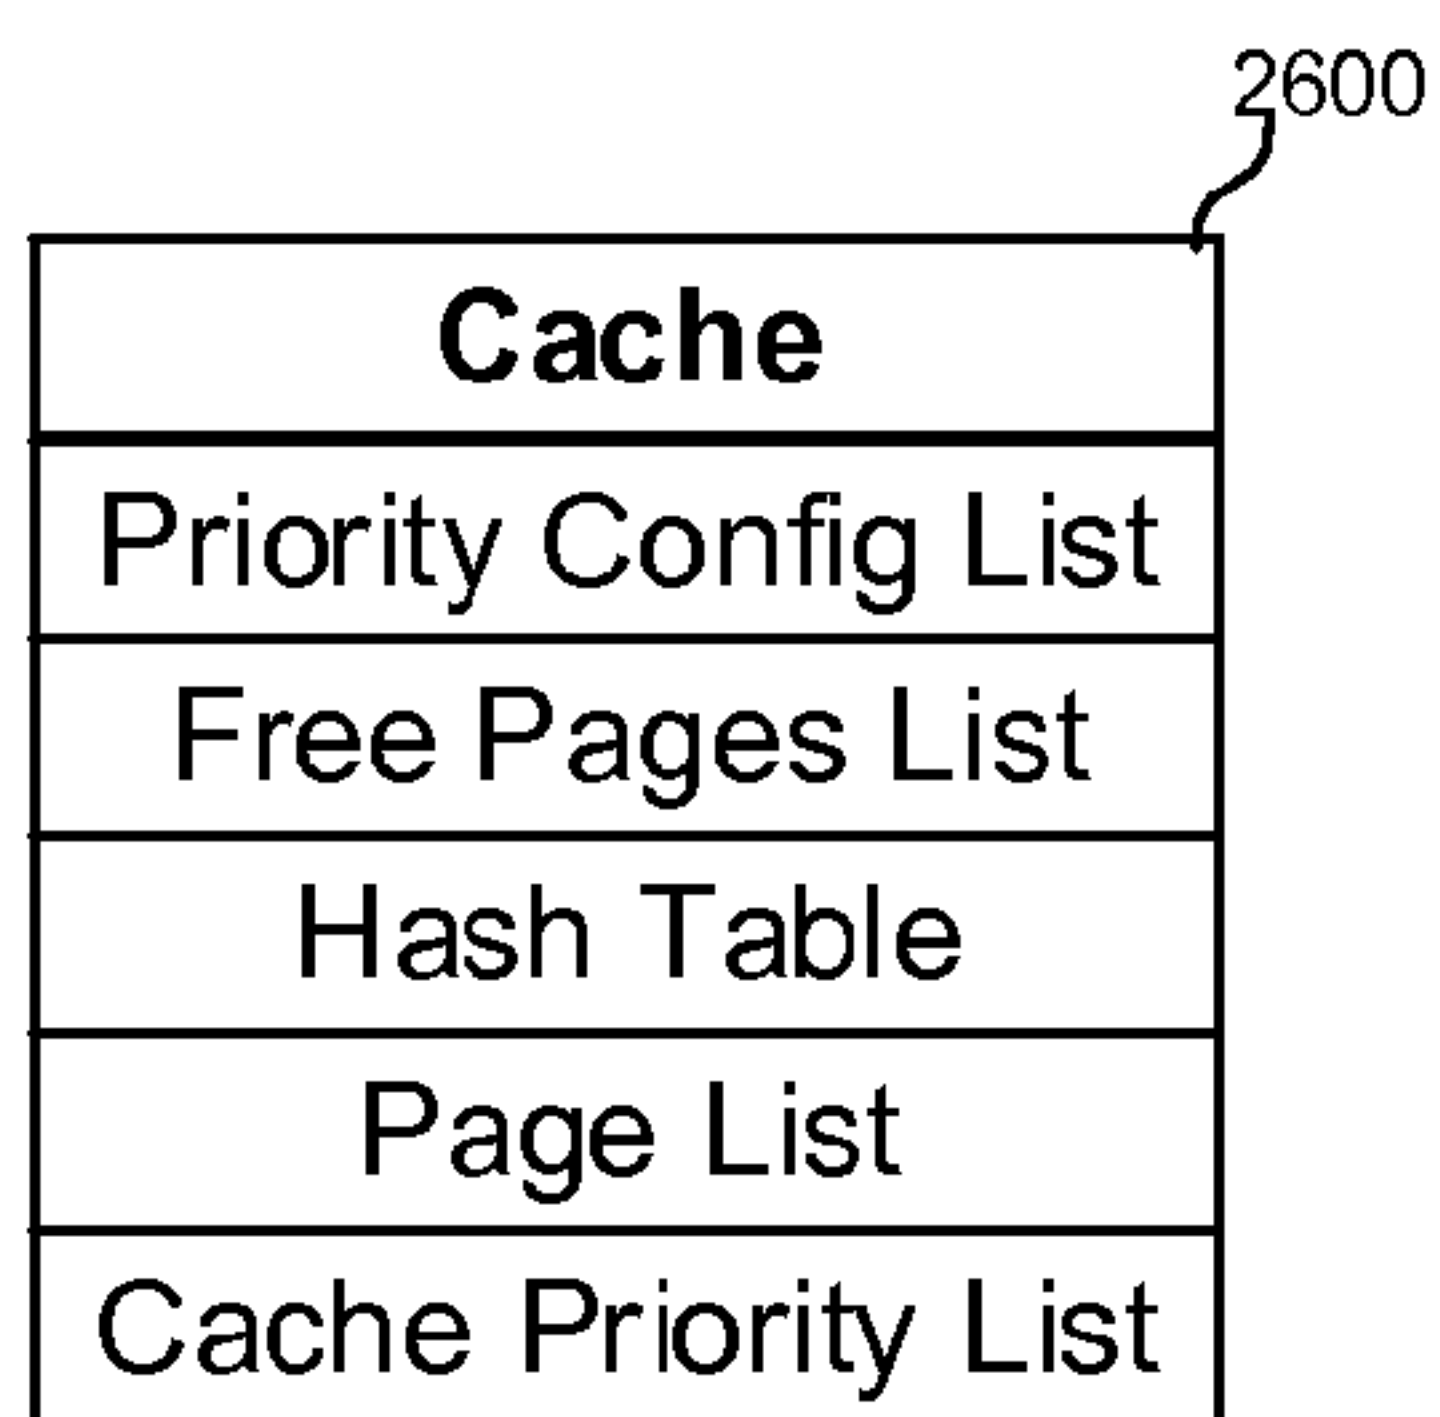 2600
Cache
Priority Config List
Free Pages List
Hash Table
Page List
Cache Priority List